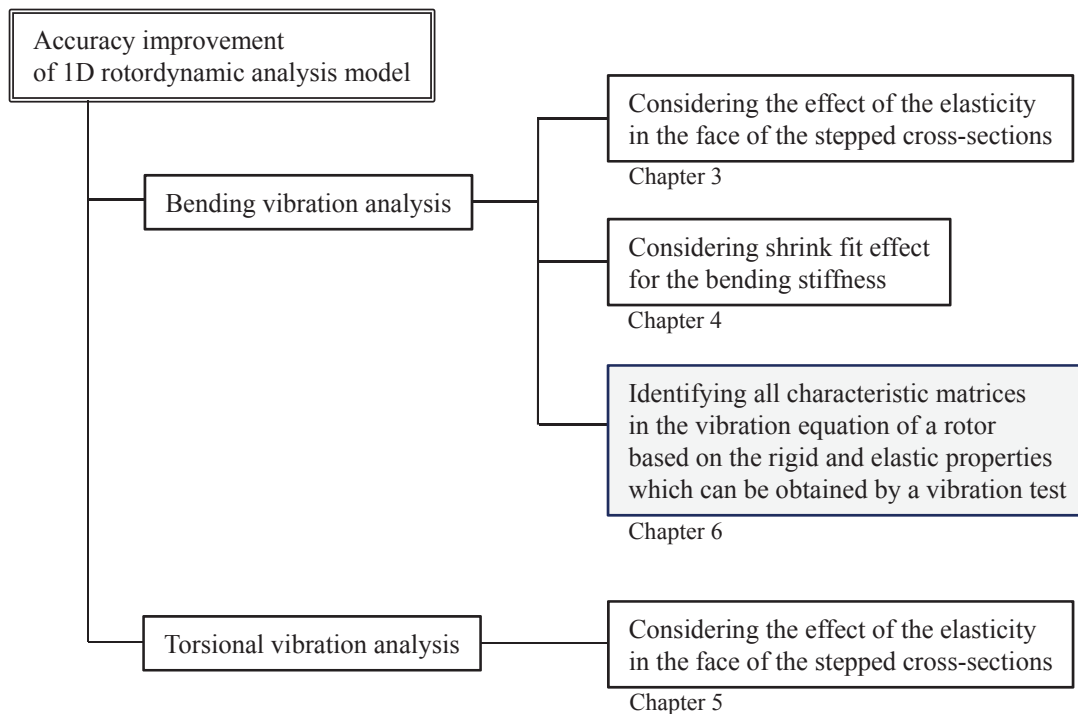 Accuracy improvement
of 1D rotordynamic analysis model
Bending vibration analysis
Considering the effect of the elasticity
in the face of the stepped cross-sections
Chapter 3
Considering shrink fit effect
for the bending stiffness
Chapter 4
Identifying all characteristic matrices
in the vibration equation of a rotor
based on the rigid and elastic properties
which can be obtained by a vibration test
Chapter 6
Torsional vibration analysis
Considering the effect of the elasticity
in the face of the stepped cross-sections
Chapter 5